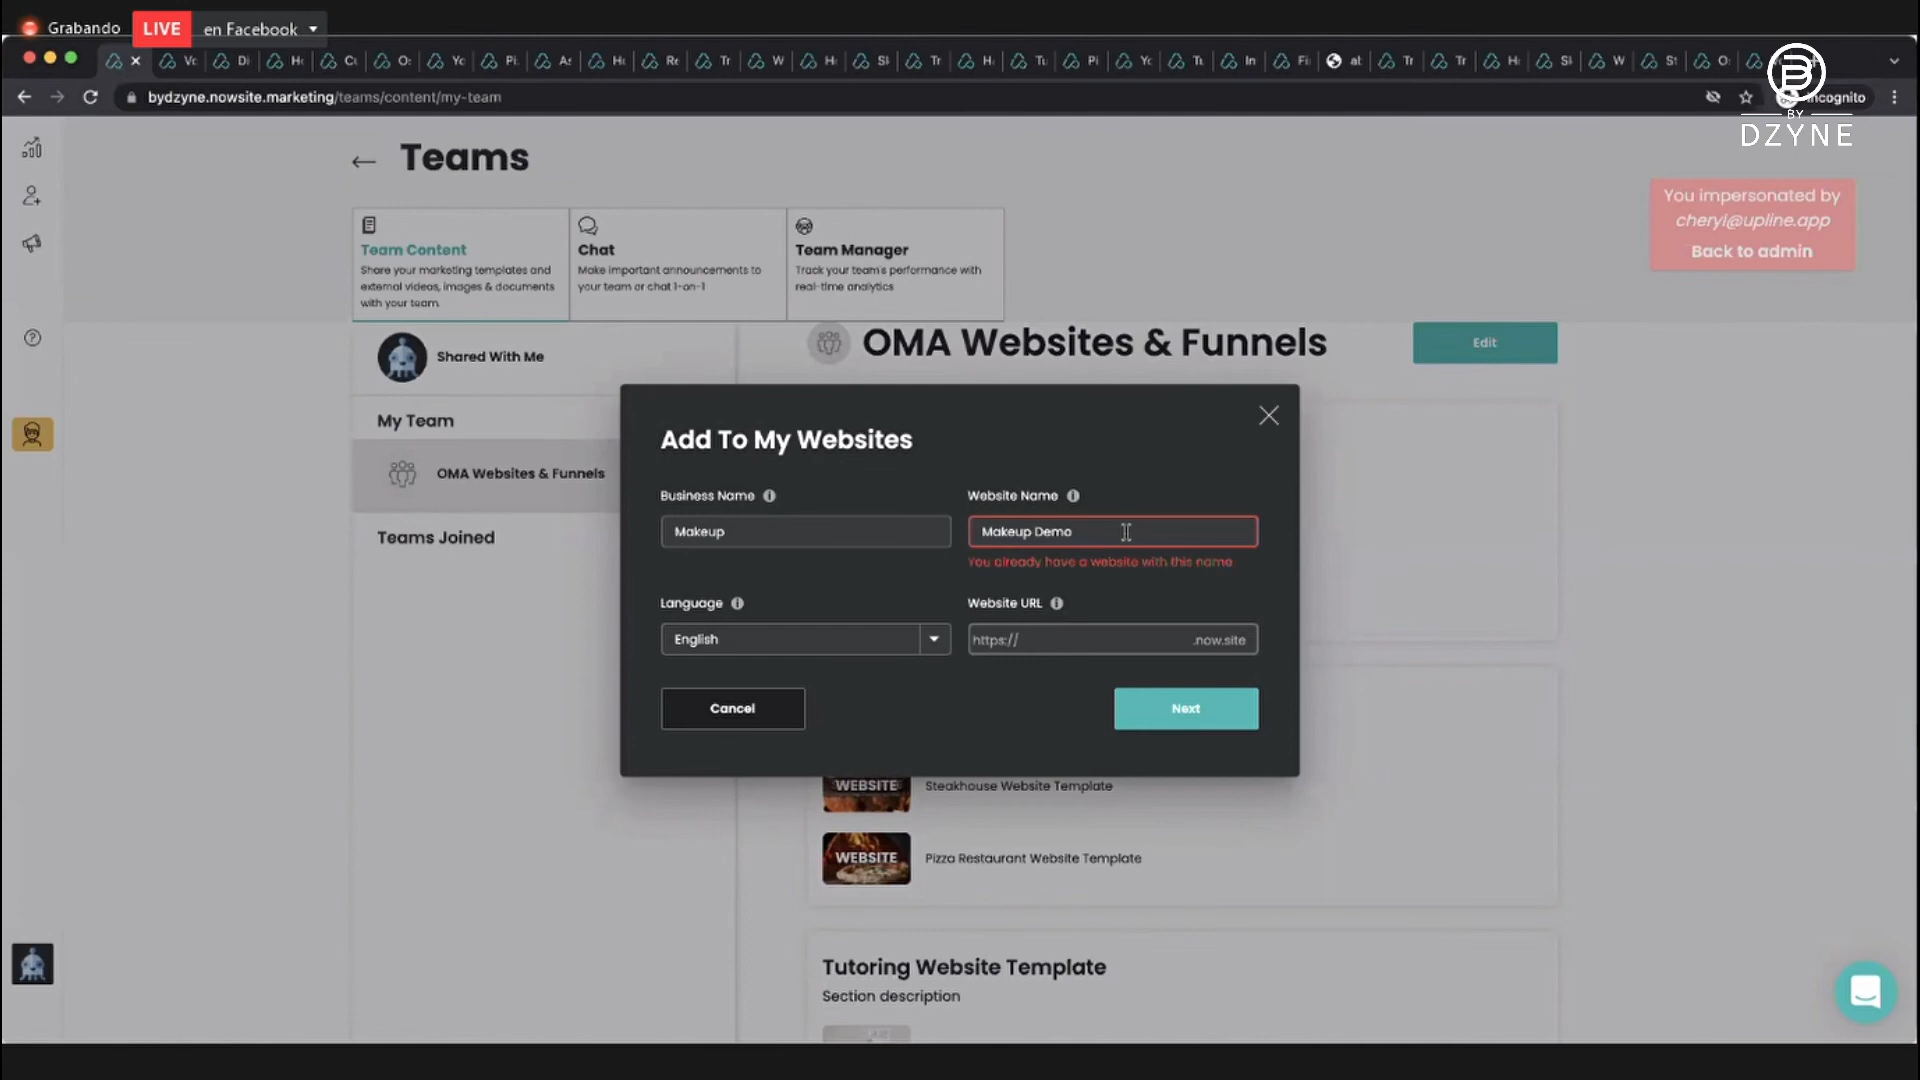 Grabando
LIVE
en Facebook
Di
bydzyne.nowsite.marketing/teams/content/my-team
BY
DZYNE
Teams
You impersonated by
cheryl@upline.app
Back to admin
Team Content
Share your marketing templates and
external videos, images & documents
with your team.
Chat
Make important announcements to
your team or chat 1-on-1
Team Manager
Track your team's performance with
real-time analytics
Shared With Me
My Team
OMA Websites & Funnels
Teams Joined
OMA Websites & Funnels
Edit
Add To My Websites
Business Name
Makeup
Website Name
Makeup Demo
You already have a website with this name
Language
English
Website URL
https://
.now.site
Cancel
Next
WEBSITE
Steakhouse Website Template
WEBSITE
Pizza Restaurant Website Template
Tutoring Website Template
Section description